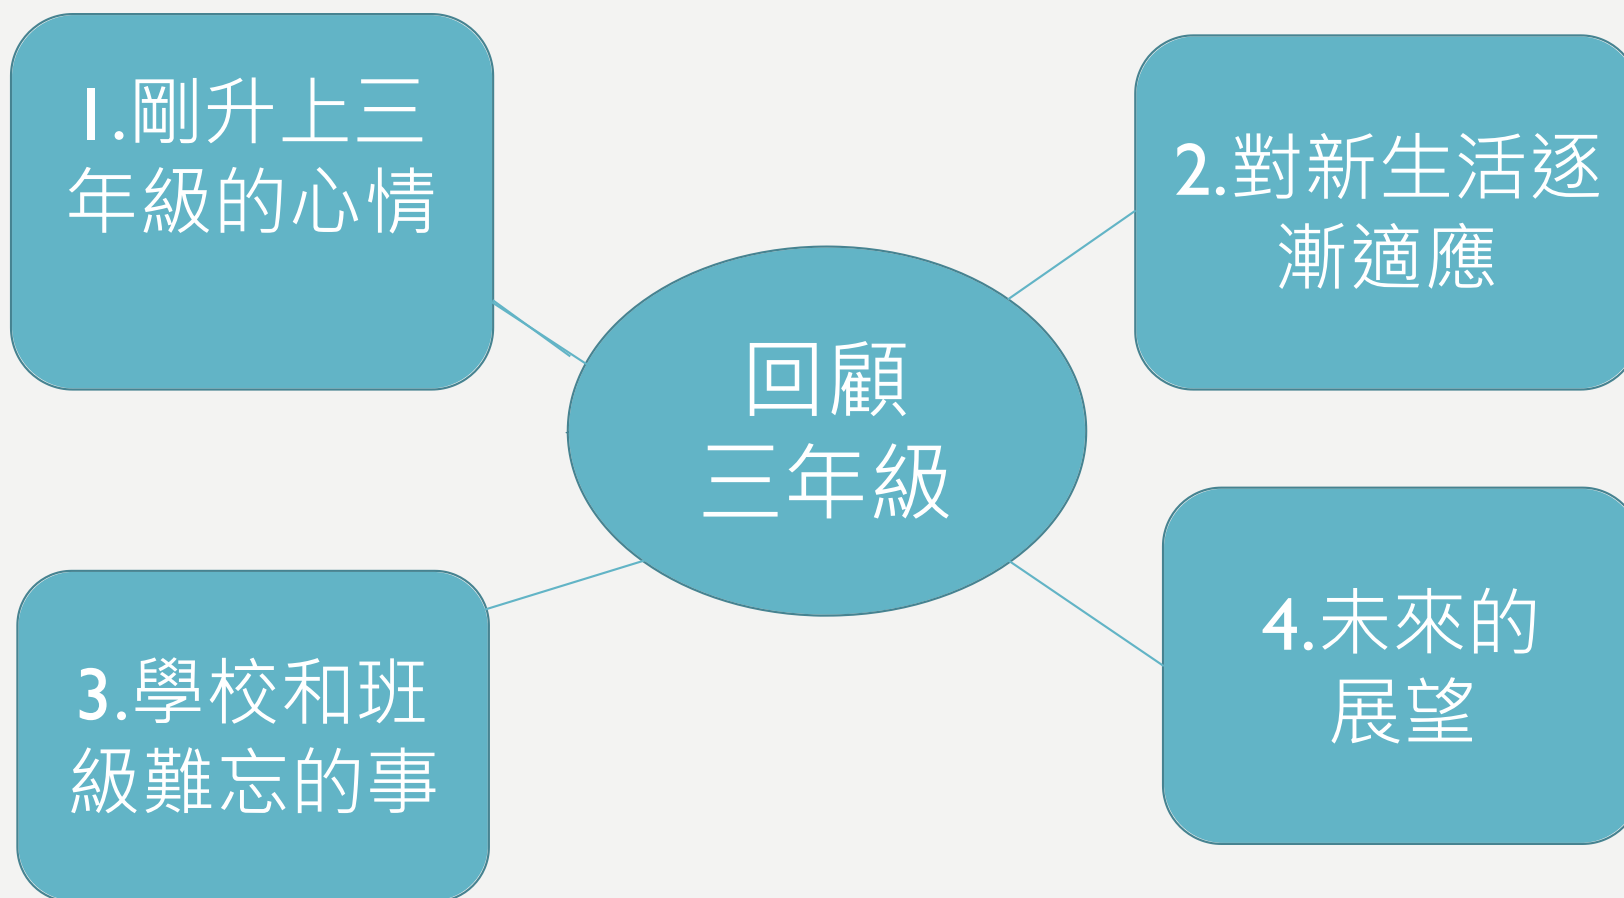 1.剛升上三
年級的心情
2.對新生活逐
漸適應
回顧
三年級
3.學校和班
級難忘的事
4.未來的
展望